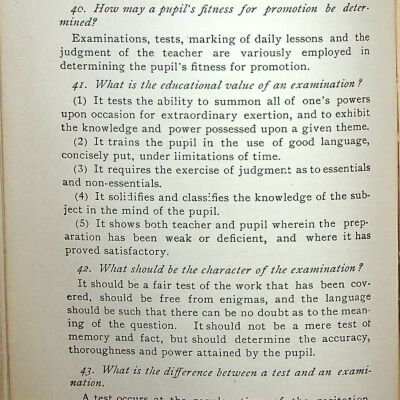 40. How may a pupil's fitness for promotion be deter-
mined?
Examinations, tests, marking of daily lessons and the
judgment of the teacher are variously employed in
determining the pupil's fitness for promotion.
41. What is the educational value of an examination?
(1) It tests the ability to summon all of one's powers
upon occasion for extraordinary exertion, and to exhibit
the knowledge and power possessed upon a given theme.
(2) It trains the pupil in the use of good language,
concisely put, under limitations of time.
(3) It requires the exercise of judgment as to essentials
and non-essentials.
(4) It solidifies and classifies the knowledge of the sub-
ject in the mind of the pupil.
(5) It shows both teacher and pupil wherein the prep-
aration has been weak or deficient, and where it has
proved satisfactory.
42. What should be the character of the examination?
It should be a fair test of the work that has been cov-
ered, should be free from enigmas, and the language
should be such that there can be no doubt as to the mean-
ing of the question. It should not be a mere test of
memory and fact, but should determine the accuracy,
thoroughness and power attained by the pupil.
43. What is the difference between a test and an exami-
nation.
A test occurs at the of the recitation